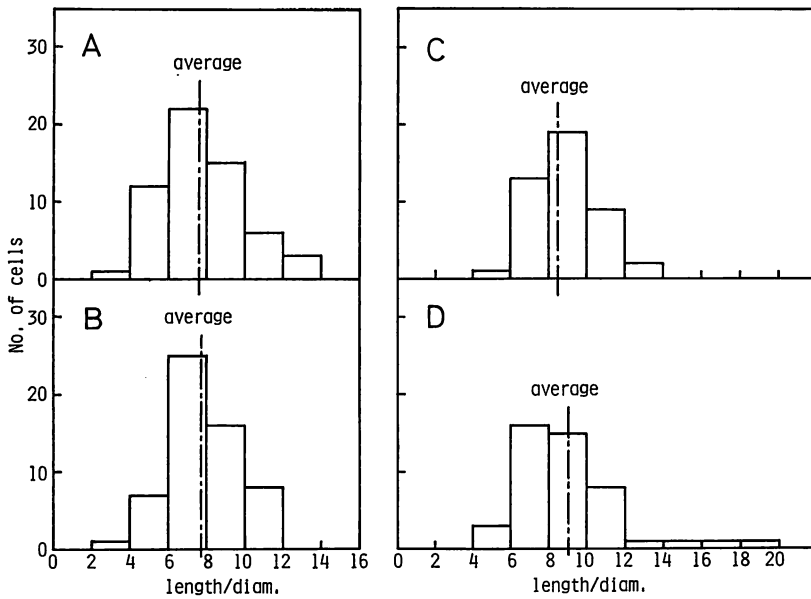 A
average
30
20
10
0
B
average
30
20
10
0
No. of cells
0 2 4 6 8 10 12 14 16
length/diam.
C
average
D
average
0 2 4 6 8 10 12 14 16 18 20
length/diam.